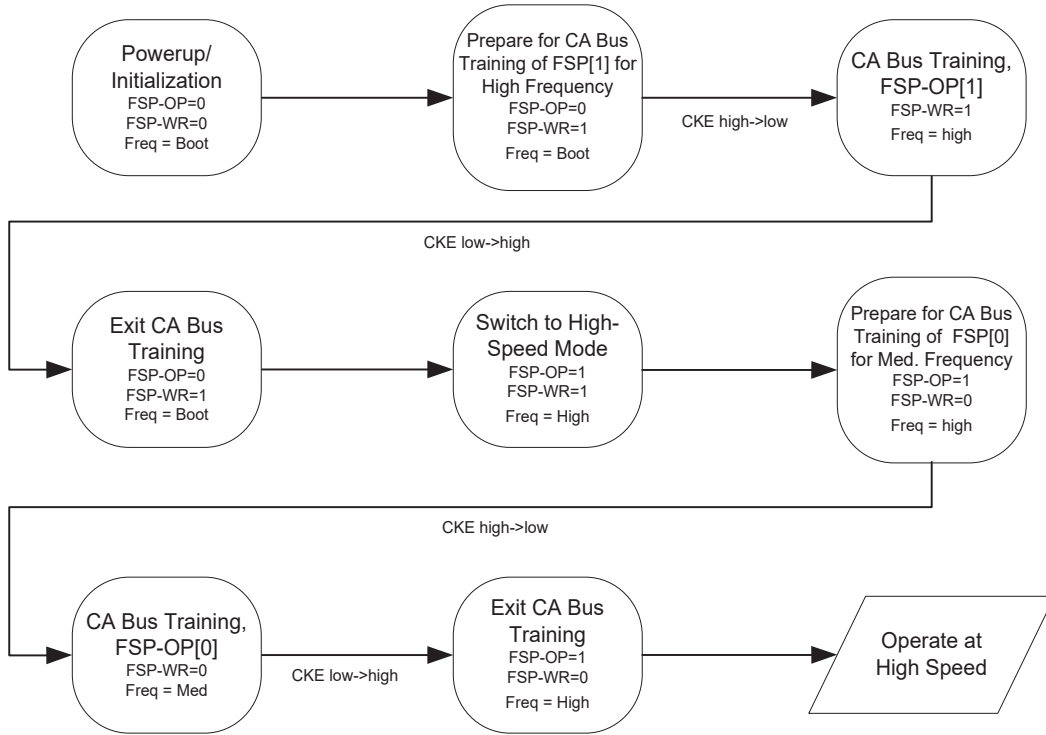 Powerup/
Initialization
FSP-OP=0
FSP-WR=0
Freq = Boot
Prepare for CA Bus
Training of FSP[1] for
High Frequency
FSP-OP=0
FSP-WR=1
Freq = Boot
CKE high->low
CA Bus Training,
FSP-OP[1]
FSP-WR=1
Freq = high
CKE low->high
Exit CA Bus
Training
FSP-OP=0
FSP-WR=1
Freq = Boot
Switch to High-
Speed Mode
FSP-OP=1
FSP-WR=1
Freq = High
Prepare for CA Bus
Training of FSP[0]
for Med. Frequency
FSP-OP=1
FSP-WR=0
Freq = high
CKE high->low
CA Bus Training,
FSP-OP[0]
FSP-WR=0
Freq = Med
CKE low->high
Exit CA Bus
Training
FSP-OP=1
FSP-WR=0
Freq = High
Operate at
High Speed